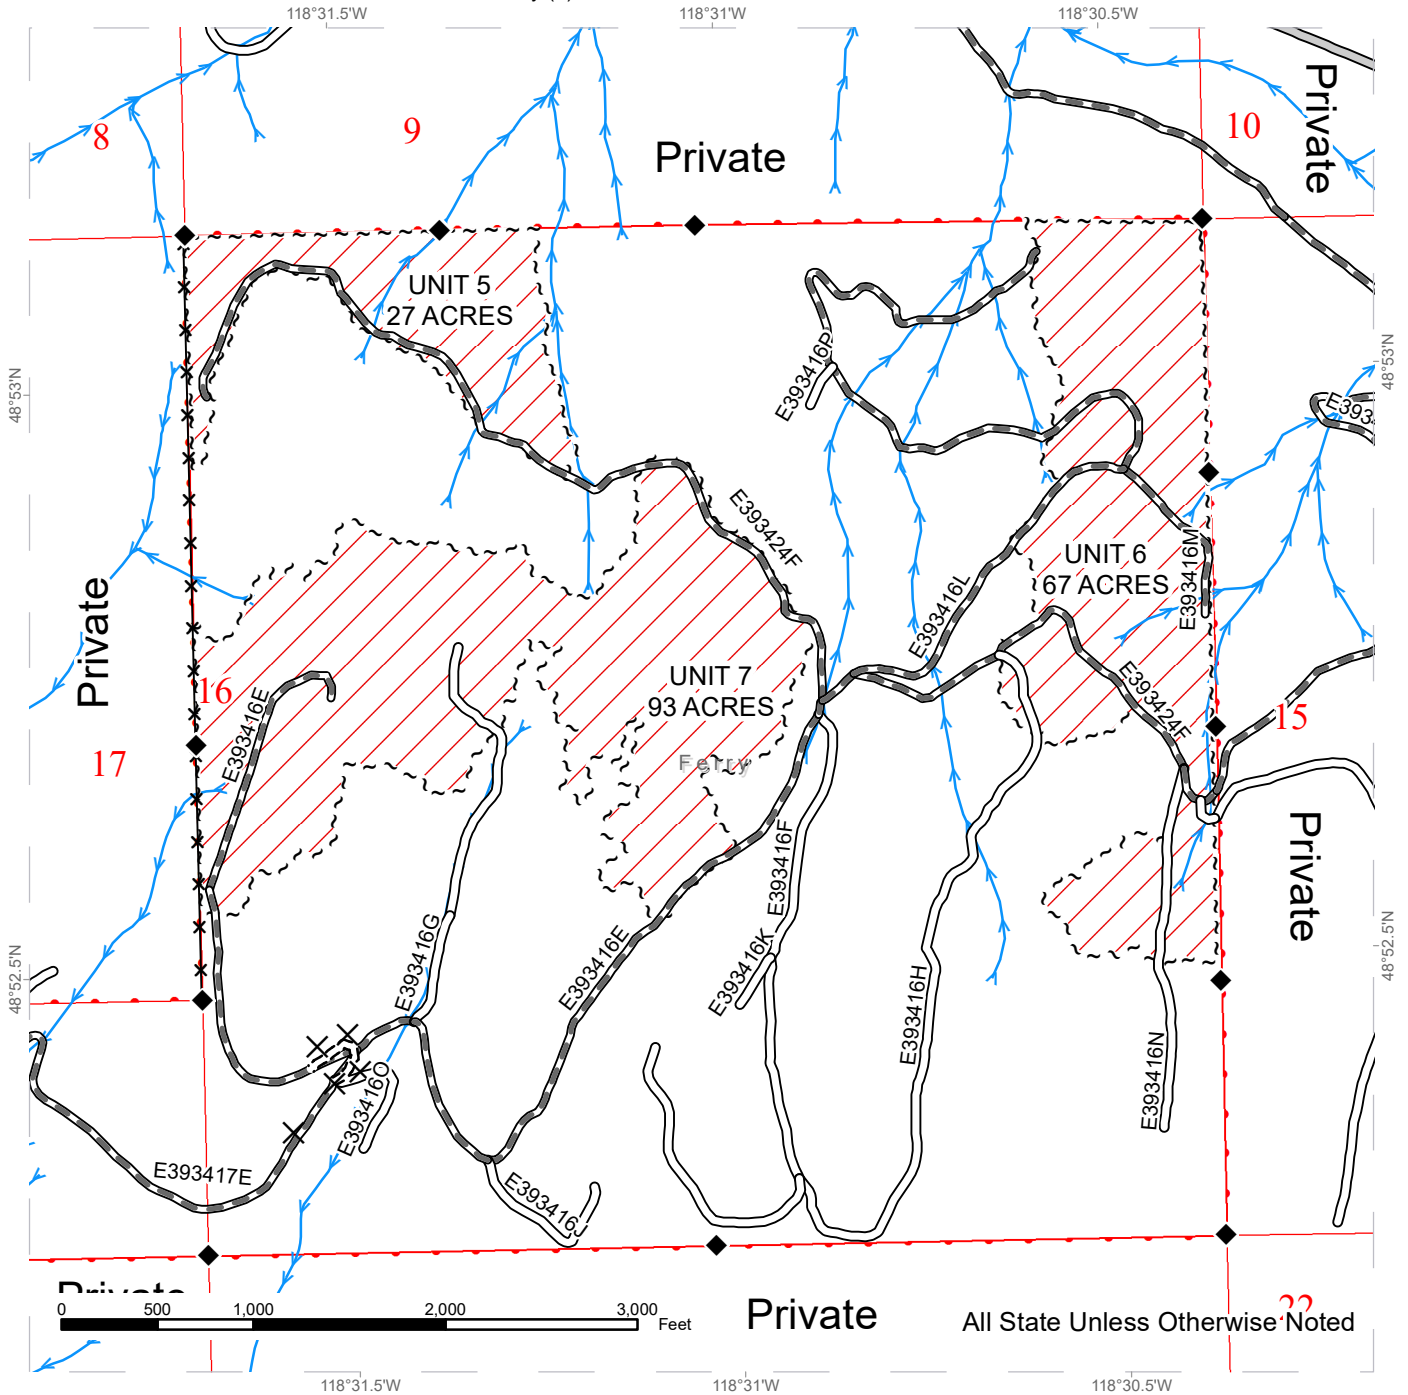 118°31.5'W
118°31'W
118°30.5'W
8
9
10
Private
Private
UNIT 5
27 ACRES
E393416P
48°53'N
48°53'N
E393
E393424F
UNIT 6
67 ACRES
E393416M
E393416L
Private
16
E393416E
UNIT 7
93 ACRES
E393424F
15
17
Ferry
Private
E393416F
E393416G
E393416E
E393416K
E393416H
48°52.5'N
48°52.5'N
E393416N
E393416O
E393417E
E393416J
Private
0 500 1,000 2,000 3,000
Feet
Private
22
All State Unless Otherwise Noted
118°31.5'W
118°31'W
118°30.5'W